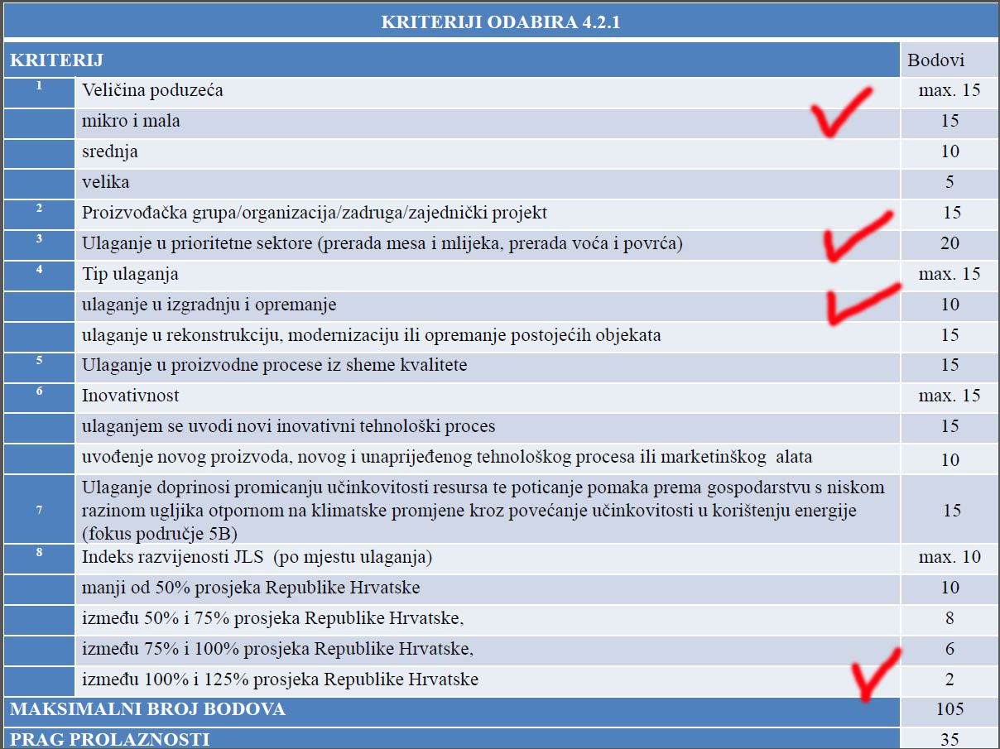 KRITERIJI ODABIRA 4.2.1
KRITERIJ Bodovi
1 Veličina poduzeća max. 15
mikro i mala 15
srednja 10
velika 5
2 Proizvođačka grupa/organizacija/zadruga/zajednički projekt 15
3 Ulaganje u prioritetne sektore (prerada mesa i mlijeka, prerada voća i povrća) 20
4 Tip ulaganja max. 15
ulaganje u izgradnju i opremanje 10
ulaganje u rekonstrukciju, modernizaciju ili opremanje postojećih objekata 15
5 Ulaganje u proizvodne procese iz sheme kvalitete 15
6 Inovativnost max. 15
ulaganjem se uvodi novi inovativni tehnološki proces 15
uvođenje novog proizvoda, novog i unaprijeđenog tehnološkog procesa ili marketinškog alata 10
Ulaganje doprinosi promicanju učinkovitosti resursa te poticanje pomaka prema gospodarstvu s niskom
7 razinom ugljika otpornom na klimatske promjene kroz povećanje učinkovitosti u korištenju energije 15
(fokus područje 5B)
8 Indeks razvijenosti JLS (po mjestu ulaganja) max. 10
manji od 50% prosjeka Republike Hrvatske 10
između 50% i 75% prosjeka Republike Hrvatske, 8
između 75% i 100% prosjeka Republike Hrvatske, 6
između 100% i 125% prosjeka Republike Hrvatske 2
MAKSIMALNI BROJ BODOVA 105
PRAG PROLAZNOSTI 35